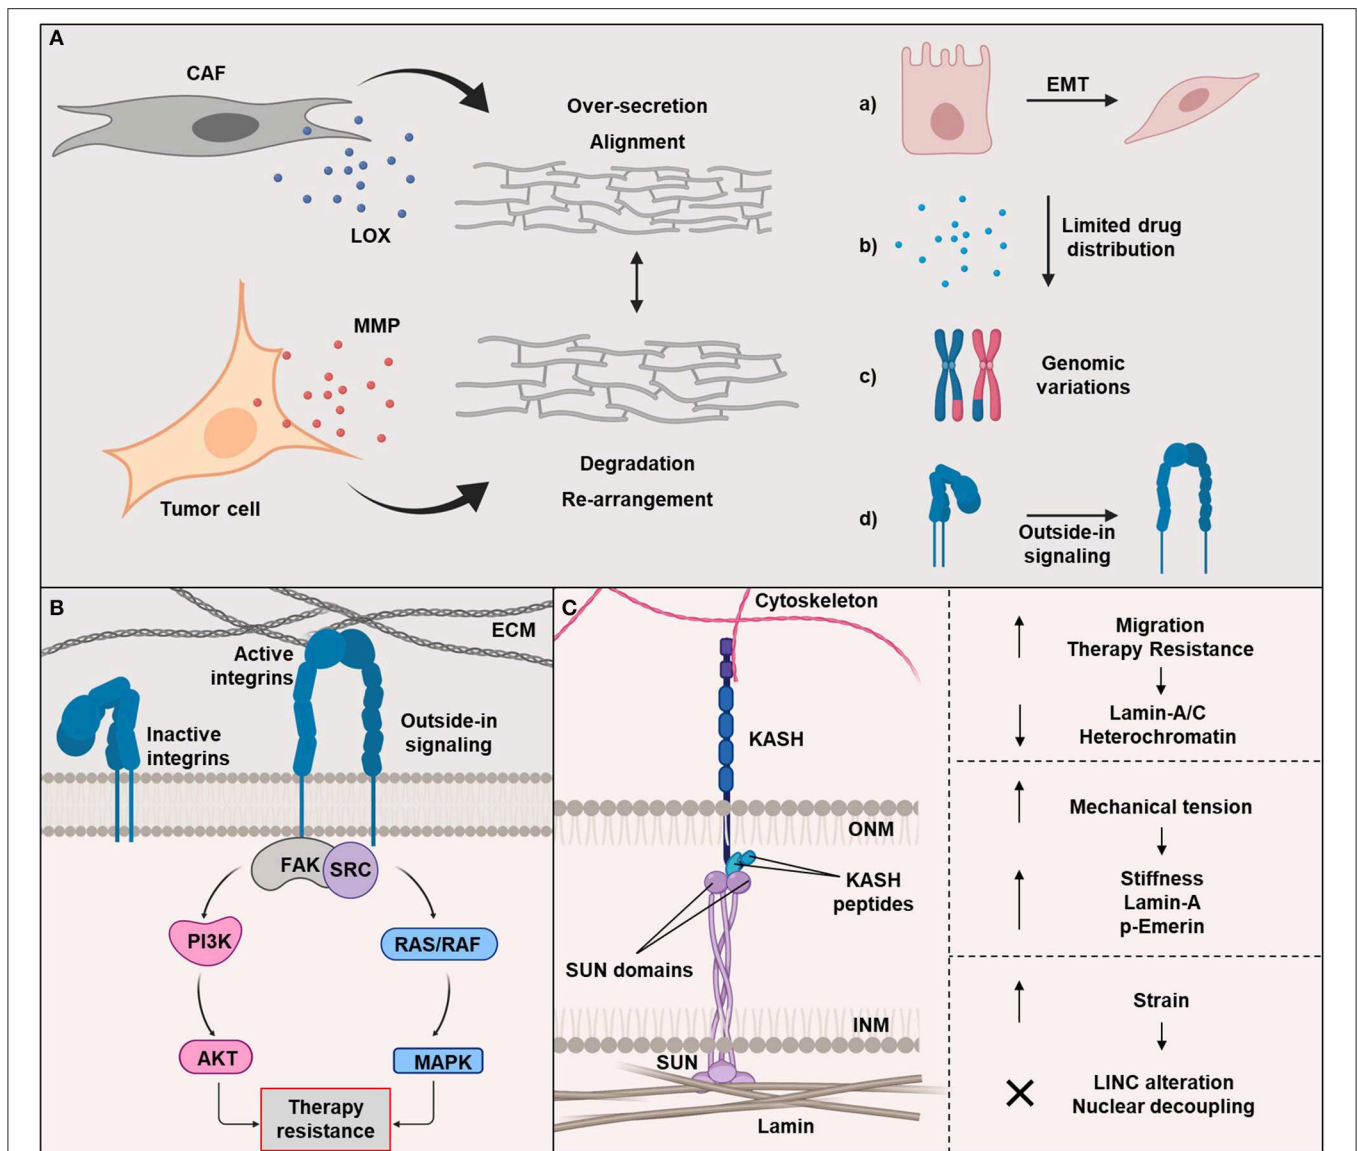 A
CAF
LOX
MMP
Tumor cell
Over-secretion
Alignment
Degradation
Re-arrangement
a)
EMT
b)
Limited drug
distribution
c)
Genomic
variations
d)
Outside-in
signaling
B
ECM
Active
integrins
Inactive
integrins
Outside-in
signaling
FAK
SRC
PI3K
RAS/RAF
AKT
MAPK
Therapy
resistance
C
Cytoskeleton
KASH
ONM
KASH
peptides
SUN domains
INM
SUN
Lamin
Migration
Therapy Resistance
Lamin-A/C
Heterochromatin
Mechanical tension
Stiffness
Lamin-A
p-Emerin
Strain
LINC alteration
Nuclear decoupling